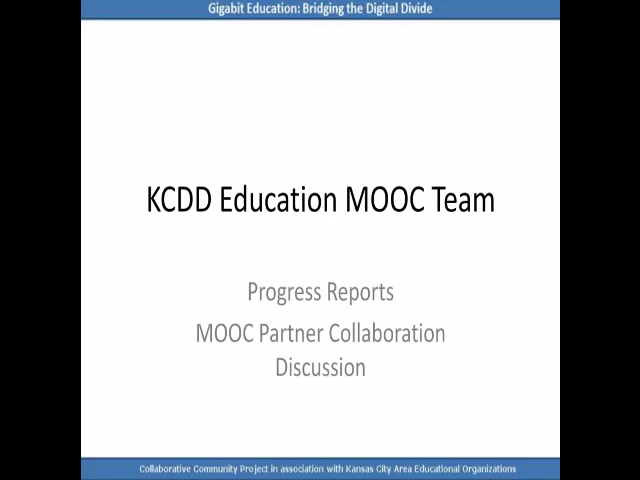 Gigabit Education: Bridging the Digital Divide
KCDD Education MOOC Team
Progress Reports
MOOC Partner Collaboration
Discussion
Collaborative Community Project in association with Kansas City Area Educational Organizations